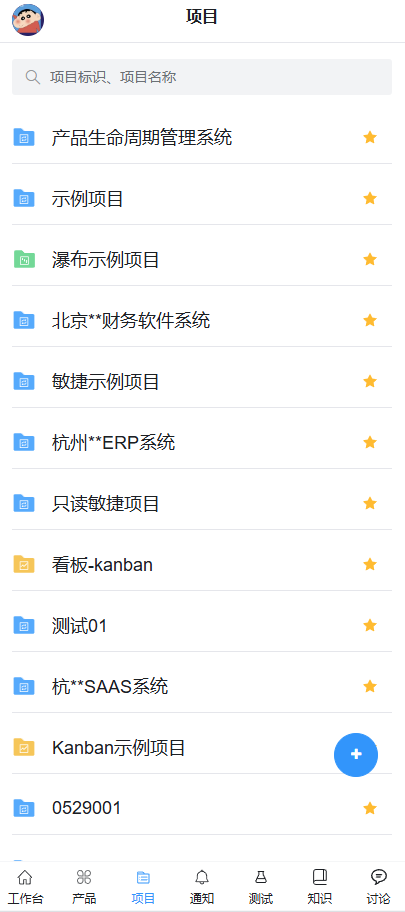 项目
项目标识、项目名称
产品生命周期管理系统
示例项目
瀑布示例项目
北京**财务软件系统
敏捷示例项目
杭州**ERP系统
只读敏捷项目
看板-kanban
测试01
杭**SAAS系统
Kanban示例项目
0529001
工作台 产品 项目 通知 测试 知识 讨论